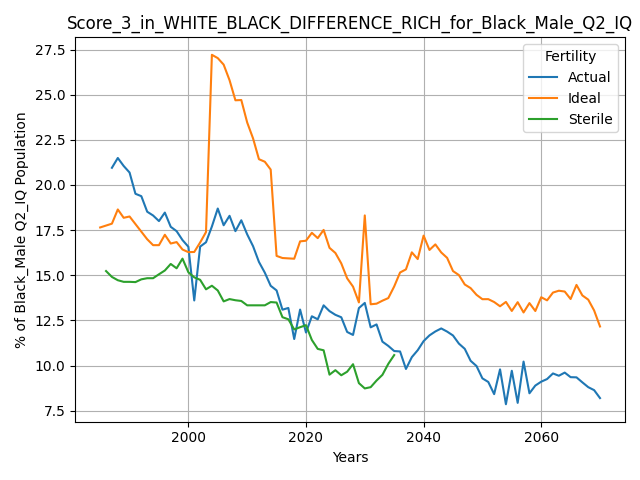 Score_3_in_WHITE_BLACK_DIFFERENCE_RICH_for_Black_Male_Q2_IQ
% of Black_Male Q2_IQ Population
27.5
25.0
22.5
20.0
17.5
15.0
12.5
10.0
7.5
Fertility
Actual
Ideal
Sterile
2000
2020
2040
2060
Years